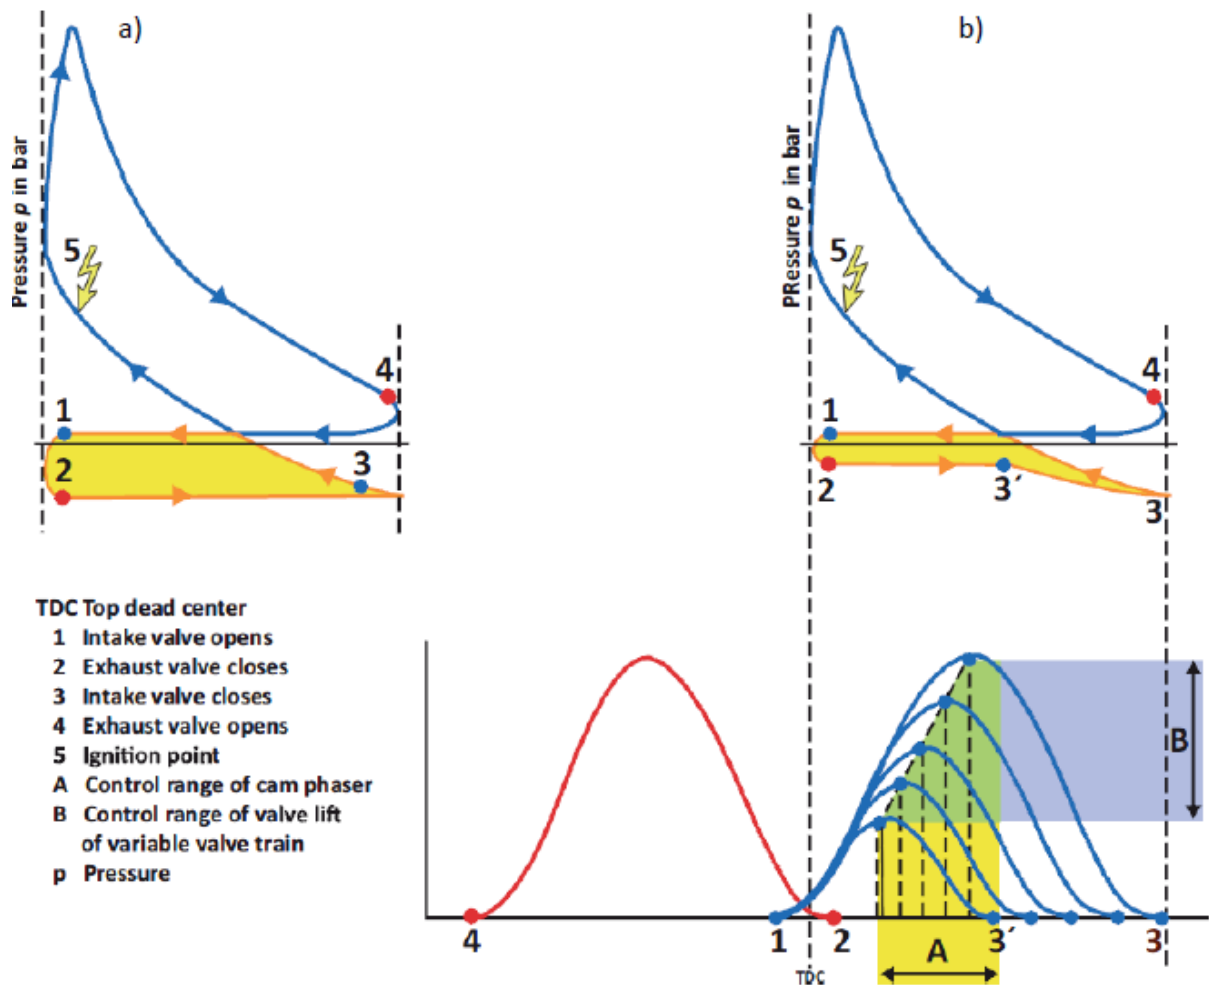 a)
b)
Pressure p in bar
PRessure p in bar
5
5
4
4
1
1
2
3
2
3´
3
TDC Top dead center
1 Intake valve opens
2 Exhaust valve closes
3 Intake valve closes
4 Exhaust valve opens
5 Ignition point
A Control range of cam phaser
B Control range of valve lift
of variable valve train
p Pressure
B
4
1
2
A
3´
3
TDC